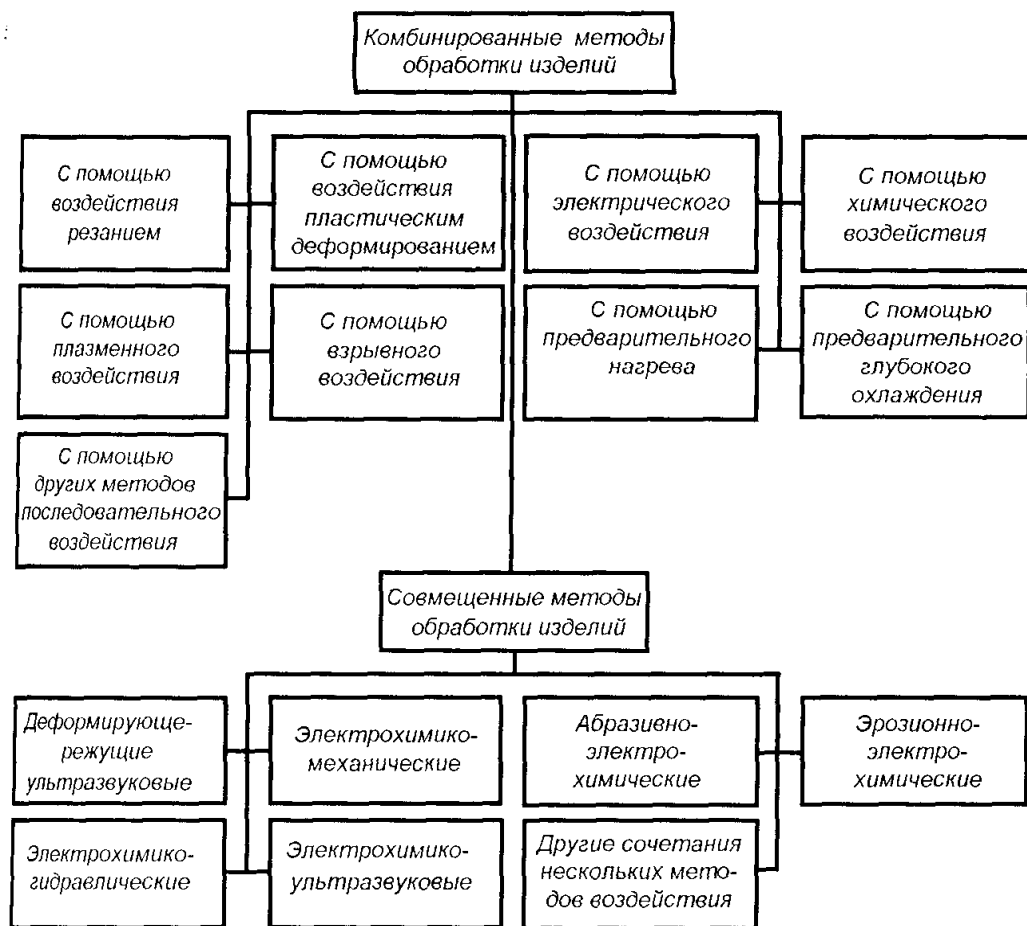 Комбинированные методы
обработки изделий
С помощью
воздействия
резанием
С помощью
воздействия
пластическим
деформированием
С помощью
электрического
воздействия
С помощью
химического
воздействия
С помощью
плазменного
воздействия
С помощью
взрывного
воздействия
С помощью
предварительного
нагрева
С помощью
предварительного
глубокого
охлаждения
С помощью
других методов
последовательного
воздействия
Совмещенные методы
обработки изделий
Деформирующе-
режущие
ультразвуковые
Электрохимико-
механические
Абразивно-
электро-
химические
Эрозионно-
электро-
химические
Электрохимико-
гидравлические
Электрохимико-
ультразвуковые
Другие сочетания
нескольких мето-
дов воздействия